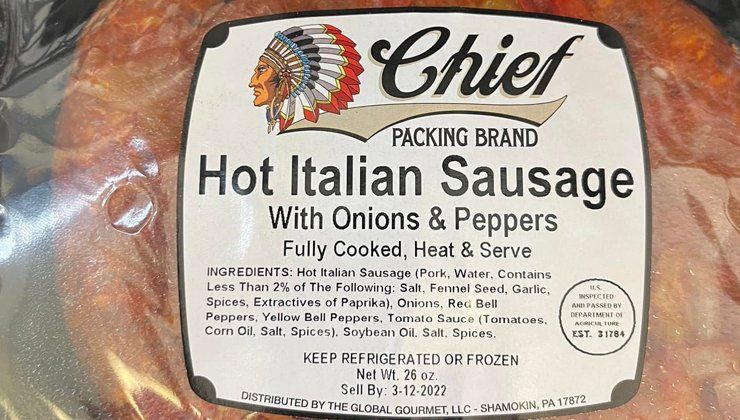 Chief
PACKING BRAND
Hot Italian Sausage
With Onions & Peppers
Fully Cooked, Heat & Serve
INGREDIENTS: Hot Italian Sausage (Pork, Water, Contains
Less Than 2% of The Following: Salt, Fennel Seed, Garlic,
Spices, Extractives of Paprika), Onions, Red Bell
Peppers, Yellow Bell Peppers, Tomato Sauce (Tomatoes,
Corn Oil, Salt, Spices). Soybean Oil. Salt, Spices.
U.S.
INSPECTED
AND PASSED BY
DEPARTMENT OF
AGRICULTURE
EST. 31784
KEEP REFRIGERATED OR FROZEN
Net Wt. 26 oz.
Sell By: 3-12-2022
DISTRIBUTED BY THE GLOBAL GOURMET, LLC - SHAMOKIN, PA 17872